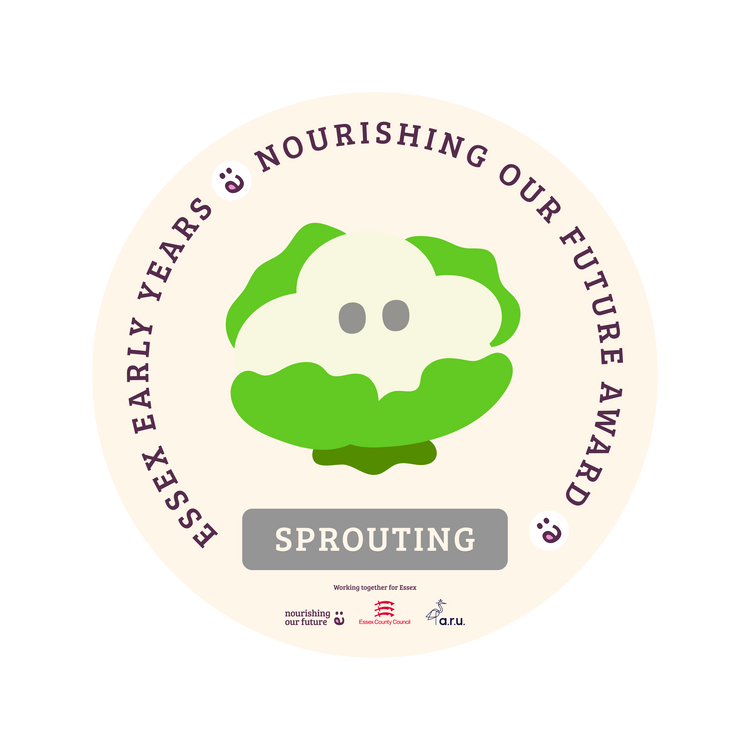 ESSEX EARLY YEARS
NOURISHING OUR FUTURE AWARD
SPROUTING
Working together for Essex
nourishing
our future
Essex County Council
a.r.u.